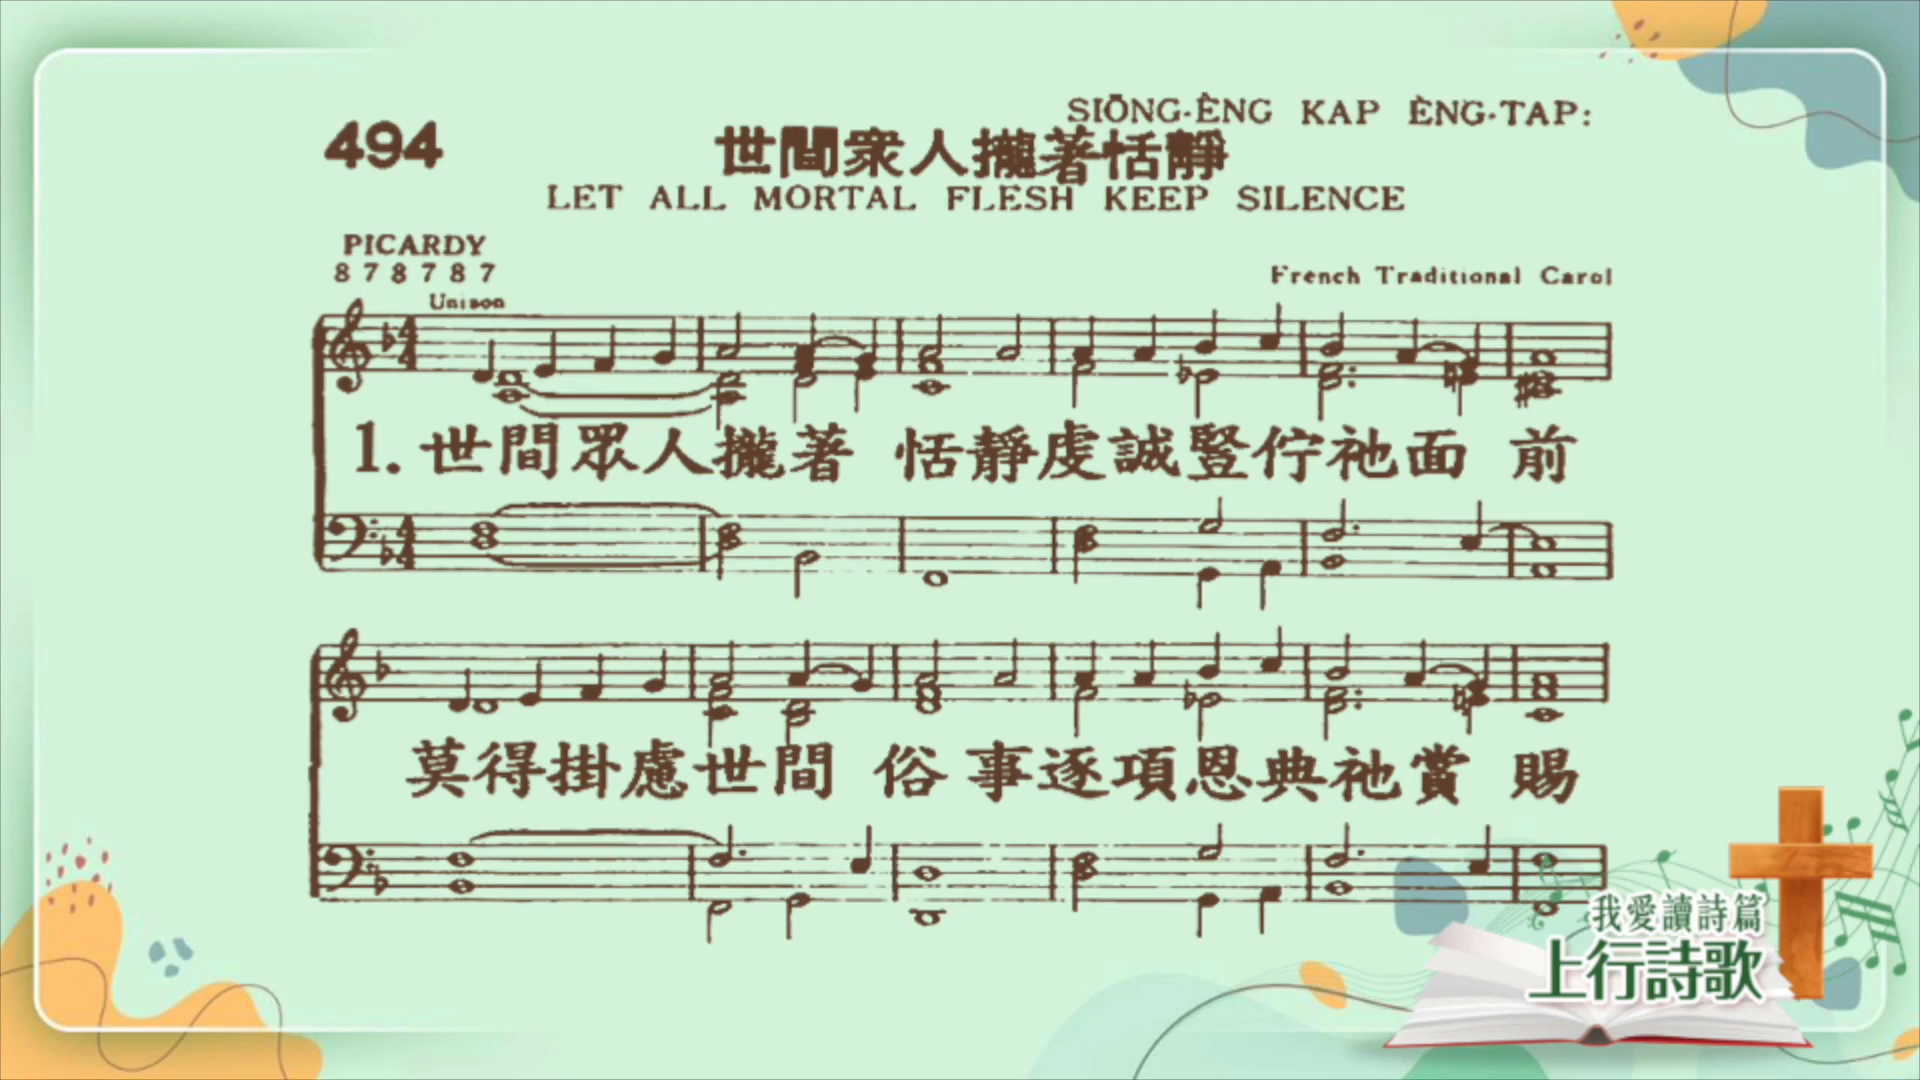 SIŌNG-ÈNG KAP ÈNG-TAP:
494
世間衆人攏著恬靜
LET ALL MORTAL FLESH KEEP SILENCE
PICARDY
8 7 8 7 8 7
French Traditional Carol
Unison
1. 世間眾人攏著 恬靜虔誠豎佇祂面 前
莫得掛慮世間 俗事逐項恩典祂賞 賜
我愛讀詩篇
上行詩歌